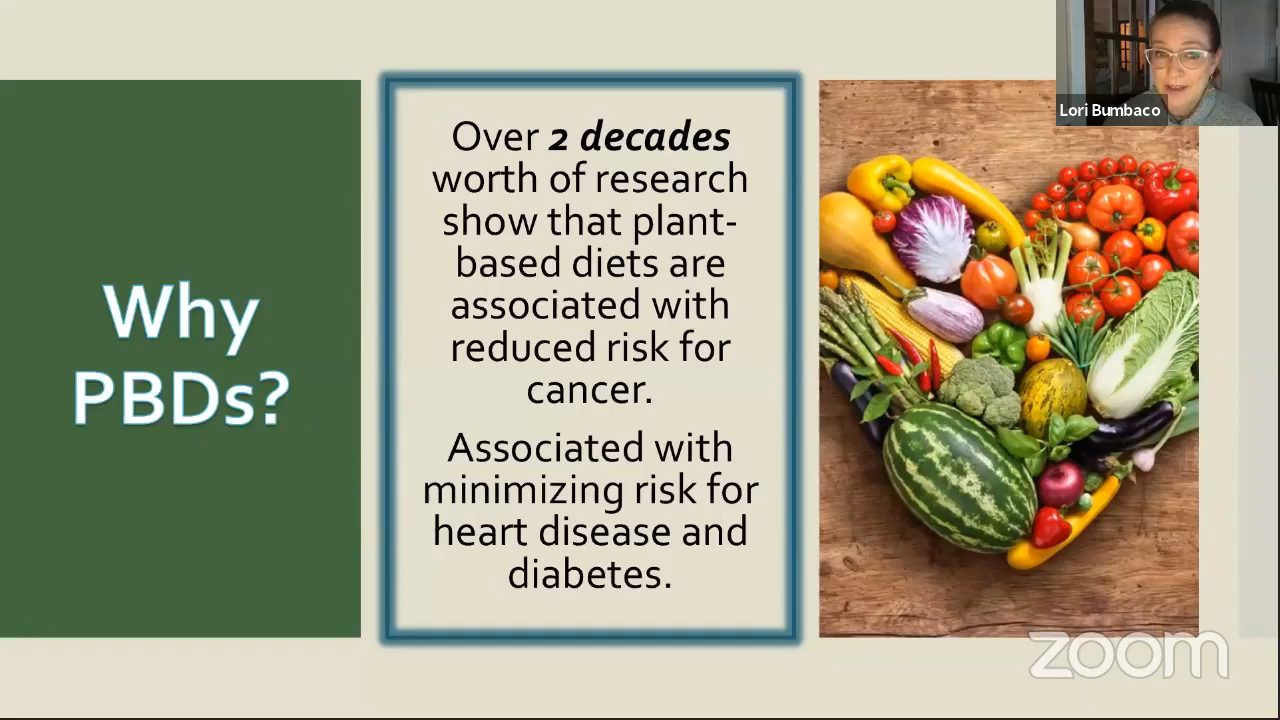 Lori Bumbaco
Why
PBDs?
Over 2 decades
worth of research
show that plant-
based diets are
associated with
reduced risk for
cancer.
Associated with
minimizing risk for
heart disease and
diabetes.
zoom